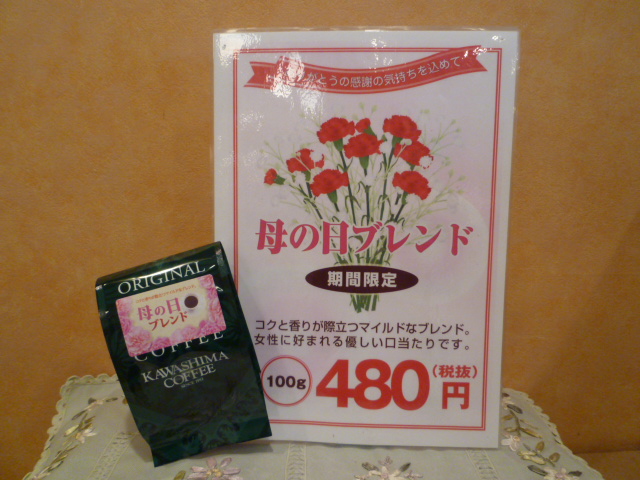 がとうの感謝の気持ちを込めて
母の日ブレンド
期間限定
コクと香りが際立つマイルドなブレンド。
女性に好まれる優しい口当たりです。
100g
480円
(税抜)
ORIGINAL
母の日
ブレンド
COFFEE
KAWASHIMA
COFFEE